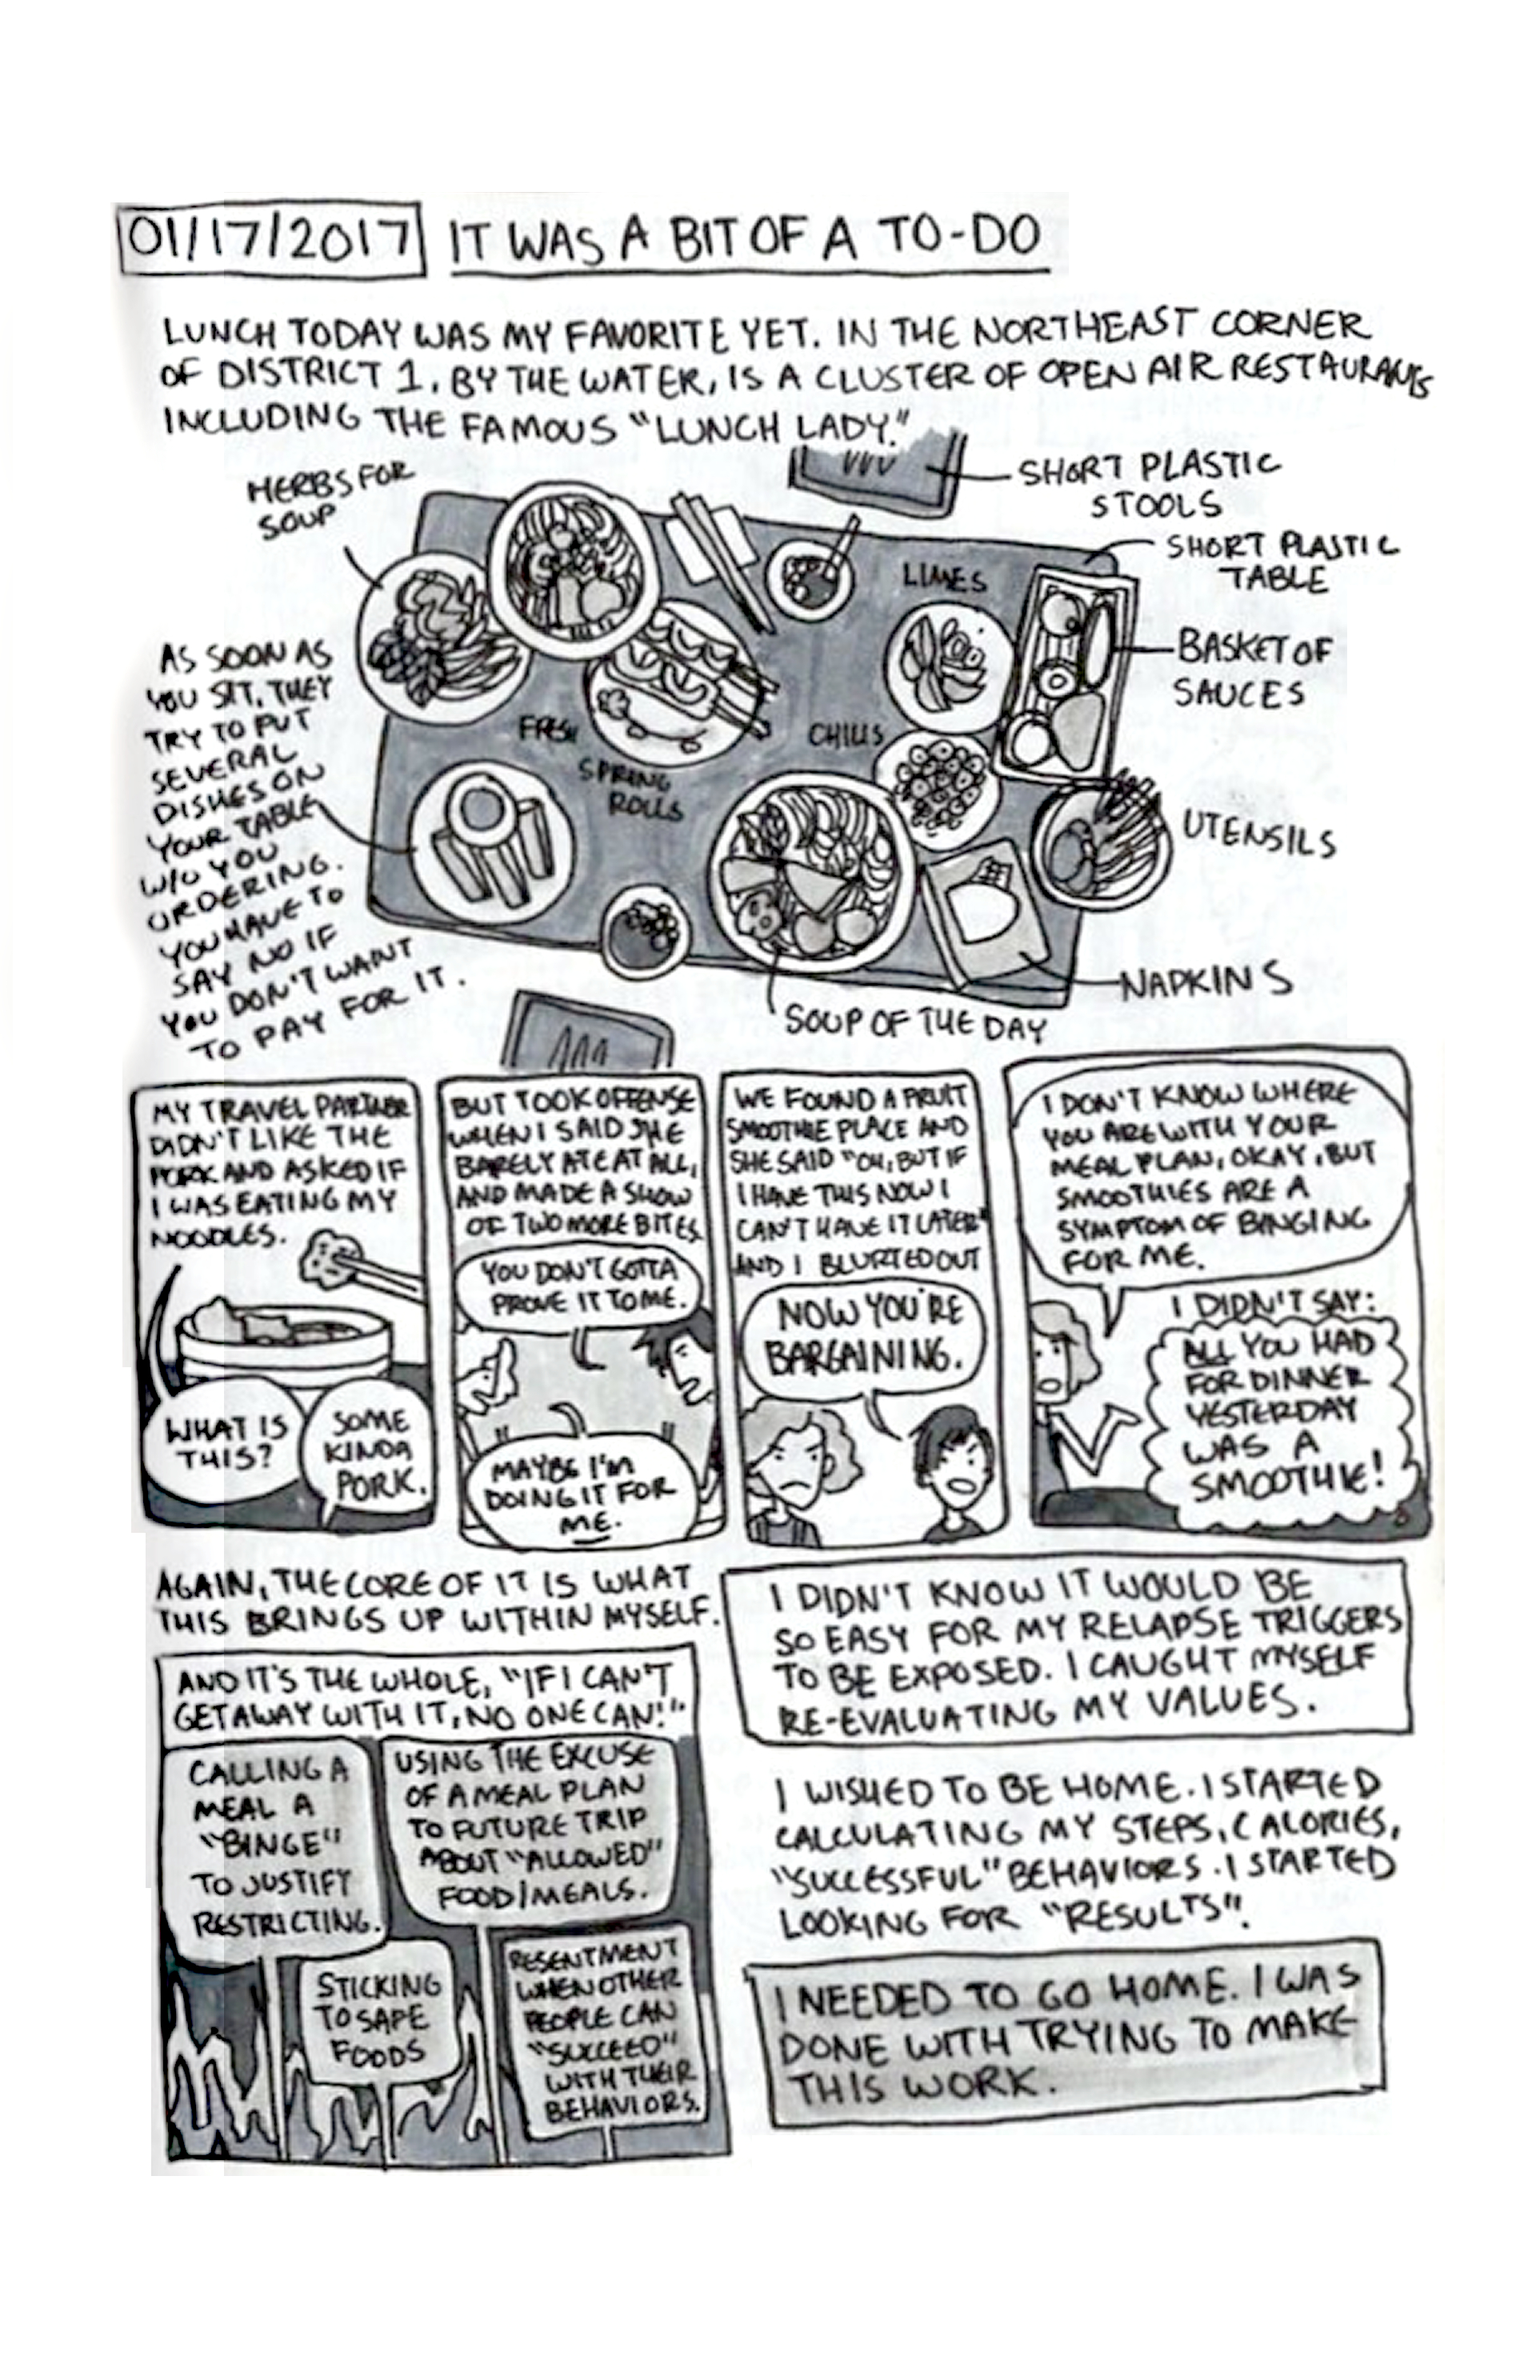 01/17/2017 IT WAS A BIT OF A TO-DO
LUNCH TODAY WAS MY FAVORITE YET. IN THE NORTHEAST CORNER
OF DISTRICT 1, BY THE WATER, IS A CLUSTER OF OPEN AIR RESTAURANTS
INCLUDING THE FAMOUS "LUNCH LADY."
HERBS FOR
SOUP
SHORT PLASTIC
STOOLS
SHORT PLASTIC
TABLE
LIMES
BASKET OF
SAUCES
AS SOON AS
YOU SIT, THEY
TRY TO PUT
SEVERAL
DISHES ON
YOUR TABLE
W/O YOU
ORDERING.
YOU HAVE TO
SAY NO IF
YOU DON'T WANT
TO PAY FOR IT.
FRESH
SPRING
ROLLS
CHILIS
UTENSILS
NAPKINS
SOUP OF THE DAY
MY TRAVEL PARTNER
DIDN'T LIKE THE
PORK AND ASKED IF
I WAS EATING MY
NOODLES.
WHAT IS
THIS?
SOME
KINDA
PORK.
BUT TOOK OFFENSE
WHEN I SAID SHE
BARELY ATE AT ALL,
AND MADE A SHOW
OF TWO MORE BITES.
YOU DON'T GOTTA
PROVE IT TO ME.
MAYBE I'M
DOING IT FOR
ME.
WE FOUND A FRUIT
SMOOTHIE PLACE AND
SHE SAID "OH, BUT IF
I HAVE THIS NOW I
CAN'T HAVE IT LATER"
AND I BLURTED OUT
NOW YOU'RE
BARGAINING.
I DON'T KNOW WHERE
YOU ARE WITH YOUR
MEAL PLAN, OKAY, BUT
SMOOTHIES ARE A
SYMPTOM OF BINGING
FOR ME.
I DIDN'T SAY:
ALL YOU HAD
FOR DINNER
YESTERDAY
WAS A
SMOOTHIE!
AGAIN, THE CORE OF IT IS WHAT
THIS BRINGS UP WITHIN MYSELF.
AND IT'S THE WHOLE, "IF I CAN'T
GET AWAY WITH IT, NO ONE CAN!"
CALLING A
MEAL A
"BINGE"
TO JUSTIFY
RESTRICTING.
USING THE EXCUSE
OF A MEAL PLAN
TO FUTURE TRIP
ABOUT "ALLOWED"
FOOD/MEALS.
STICKING
TO SAFE
FOODS
RESENTMENT
WHEN OTHER
PEOPLE CAN
"SUCCEED"
WITH THEIR
BEHAVIORS.
I DIDN'T KNOW IT WOULD BE
SO EASY FOR MY RELAPSE TRIGGERS
TO BE EXPOSED. I CAUGHT MYSELF
RE-EVALUATING MY VALUES.
I WISHED TO BE HOME. I STARTED
CALCULATING MY STEPS, CALORIES,
"SUCCESSFUL" BEHAVIORS. I STARTED
LOOKING FOR "RESULTS".
I NEEDED TO GO HOME. I WAS
DONE WITH TRYING TO MAKE
THIS WORK.